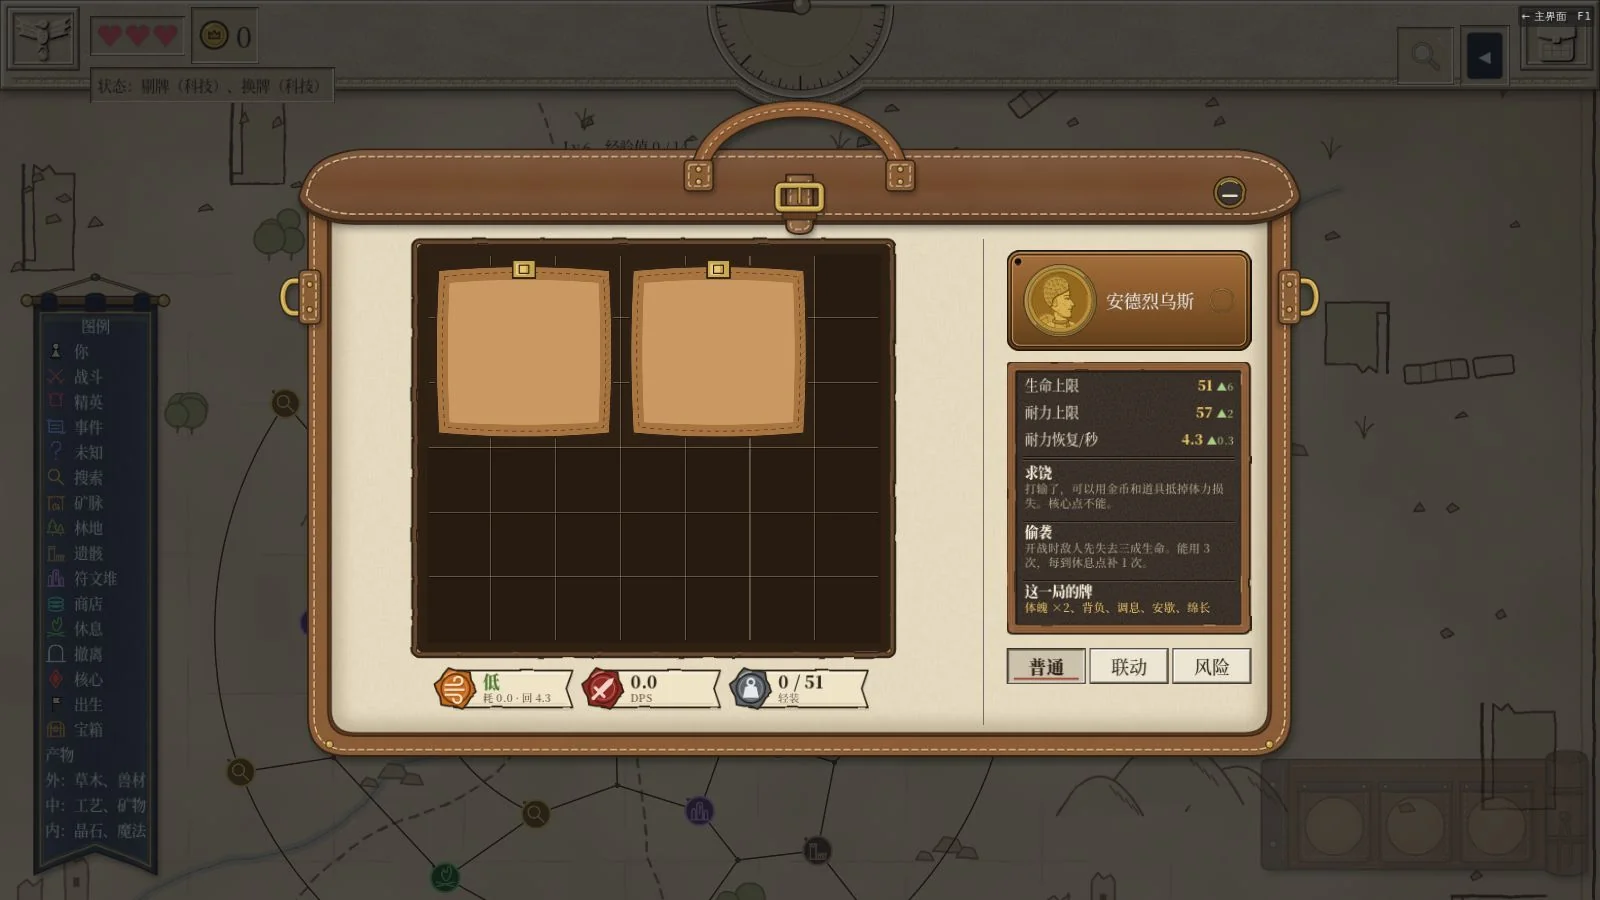 ← 主界面 F1
0
状态：剔牌（科技）、换牌（科技）
Lv6 经验值 0 / 1
安德烈乌斯
生命上限 51 ▲6
耐力上限 57 ▲2
耐力恢复/秒 4.3 ▲0.3
求饶
打输了，可以用金币和道具抵掉体力损
失。核心点不能。
偷袭
开战时敌人先失去三成生命。能用 3
次，每到休息点补 1 次。
这一局的牌
体魄 ×2、背负、调息、安歇、绵长
普通 联动 风险
低
耗 0.0 · 回 4.3
0.0
DPS
0 / 51
轻装
图例
你
战斗
精英
事件
未知
搜索
矿脉
林地
遗骸
符文堆
商店
休息
撤离
核心
出生
宝箱
产物
外：草木、兽材
中：工艺、矿物
内：晶石、魔法